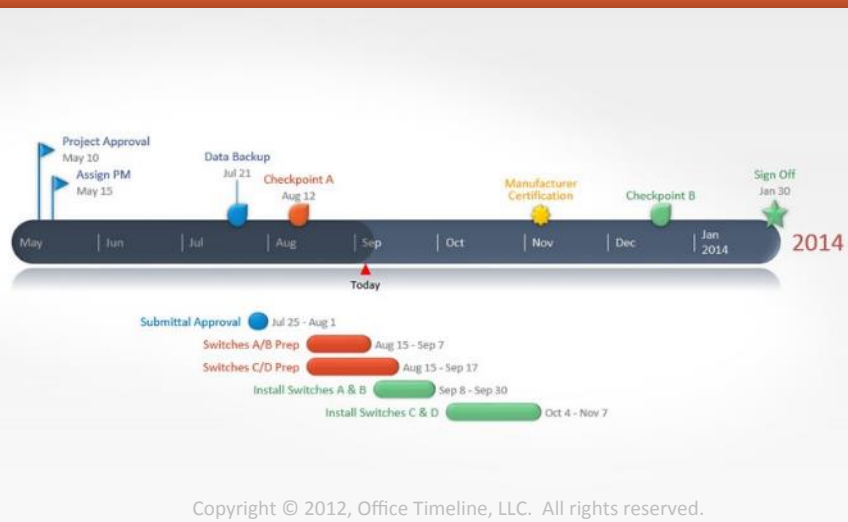 Project Approval
May 10
Assign PM
May 15
Data Backup
Jul 21
Checkpoint A
Aug 12
Manufacturer
Certification
Checkpoint B
Sign Off
Jan 30
May Jun Jul Aug Sep Oct Nov Dec Jan
2014
2014
Today
Submittal Approval Jul 25 - Aug 1
Switches A/B Prep Aug 15 - Sep 7
Switches C/D Prep Aug 15 - Sep 17
Install Switches A & B Sep 8 - Sep 30
Install Switches C & D Oct 4 - Nov 7
Copyright © 2012, Office Timeline, LLC. All rights reserved.